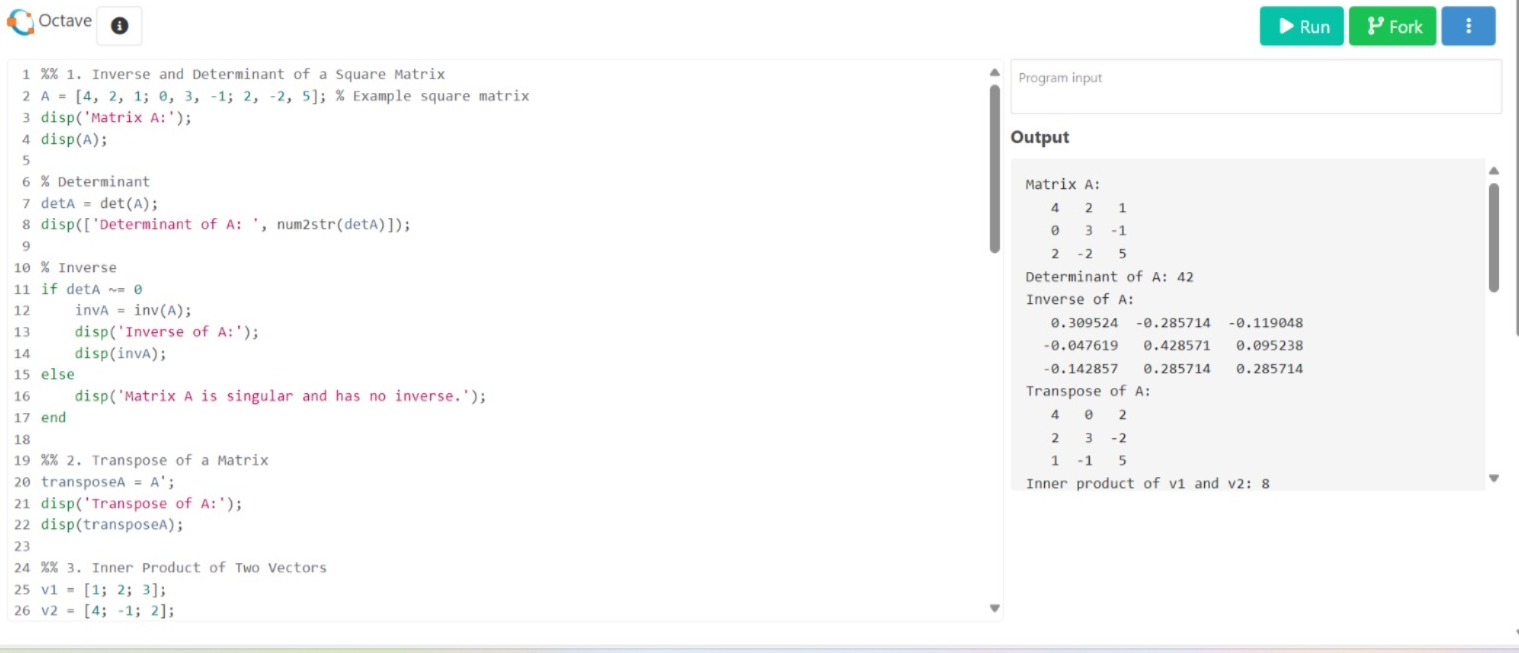 Octave
Run
Fork
1 %% 1. Inverse and Determinant of a Square Matrix
2 A = [4, 2, 1; 0, 3, -1; 2, -2, 5]; % Example square matrix
3 disp('Matrix A:');
4 disp(A);
5
6 % Determinant
7 detA = det(A);
8 disp(['Determinant of A: ', num2str(detA)]);
9
10 % Inverse
11 if detA ~= 0
12     invA = inv(A);
13     disp('Inverse of A:');
14     disp(invA);
15 else
16     disp('Matrix A is singular and has no inverse.');
17 end
18
19 %% 2. Transpose of a Matrix
20 transposeA = A';
21 disp('Transpose of A:');
22 disp(transposeA);
23
24 %% 3. Inner Product of Two Vectors
25 v1 = [1; 2; 3];
26 v2 = [4; -1; 2];
Program input
Output
Matrix A:
4 2 1
0 3 -1
2 -2 5
Determinant of A: 42
Inverse of A:
0.309524 -0.285714 -0.119048
-0.047619 0.428571 0.095238
-0.142857 0.285714 0.285714
Transpose of A:
4 0 2
2 3 -2
1 -1 5
Inner product of v1 and v2: 8